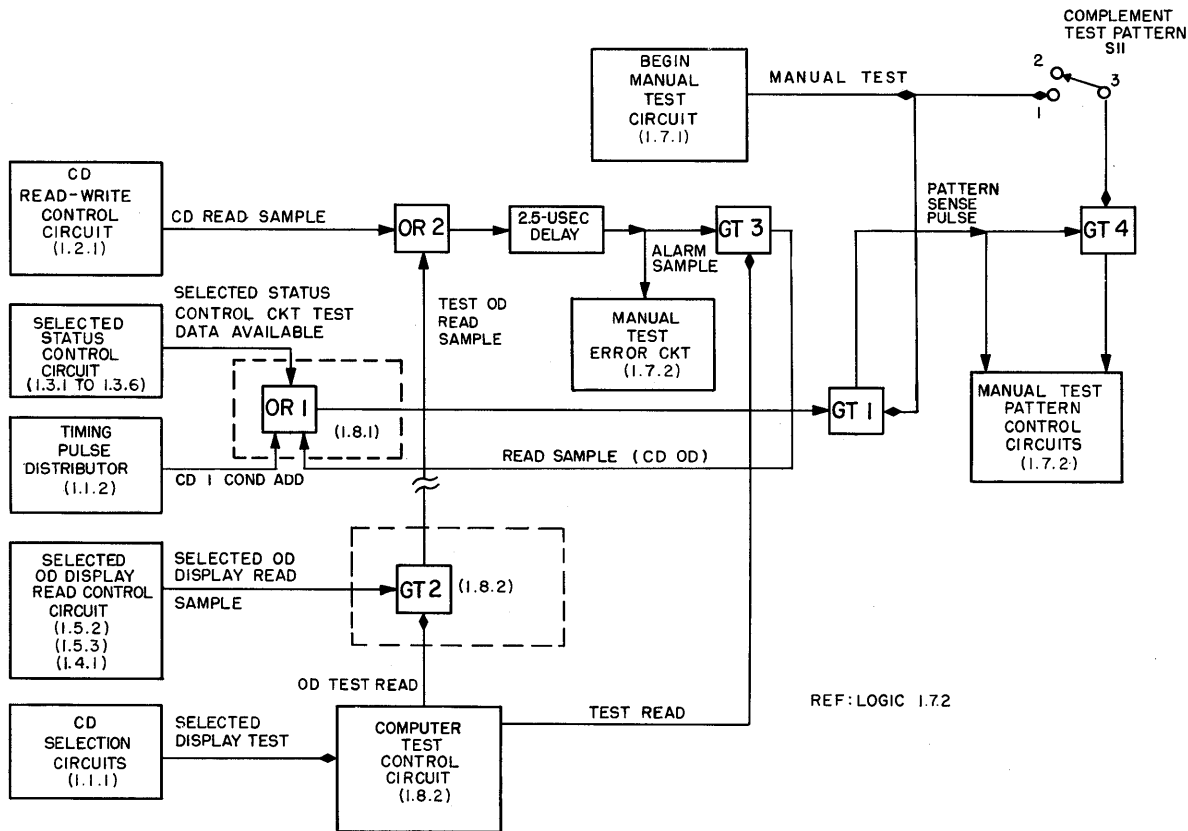 COMPLEMENT
TEST PATTERN
S11
2
3
1
BEGIN
MANUAL
TEST
CIRCUIT
(1.7.1)
MANUAL TEST
CD
READ-WRITE
CONTROL
CIRCUIT
(1.2.1)
CD READ SAMPLE
OR 2
2.5-USEC
DELAY
GT 3
ALARM
SAMPLE
PATTERN
SENSE
PULSE
GT 4
SELECTED STATUS
CONTROL CKT TEST
DATA AVAILABLE
TEST OD
READ
SAMPLE
SELECTED
STATUS
CONTROL
CIRCUIT
(1.3.1 TO 1.3.6)
MANUAL
TEST
ERROR CKT
(1.7.2)
OR 1
(1.8.1)
GT 1
MANUAL TEST
PATTERN
CONTROL
CIRCUITS
(1.7.2)
TIMING
PULSE
DISTRIBUTOR
(1.1.2)
CD 1 COND ADD
READ SAMPLE (CD OD)
SELECTED
OD DISPLAY
READ CONTROL
CIRCUIT
(1.5.2)
(1.5.3)
(1.4.1)
SELECTED OD
DISPLAY READ
SAMPLE
GT2
(1.8.2)
OD TEST READ
TEST READ
REF: LOGIC 1.7.2
CD
SELECTION
CIRCUITS
(1.1.1)
SELECTED
DISPLAY TEST
COMPUTER
TEST
CONTROL
CIRCUIT
(1.8.2)